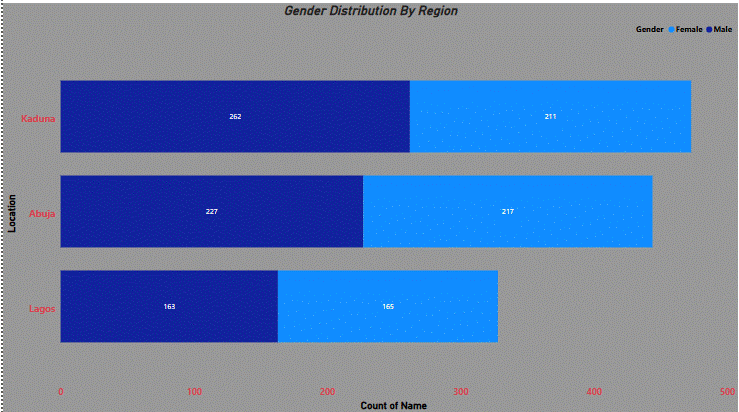 Gender Distribution By Region
Gender Female Male
Kaduna 262 211
Abuja 227 217
Lagos 163 165
Location
0 100 200 300 400 500
Count of Name